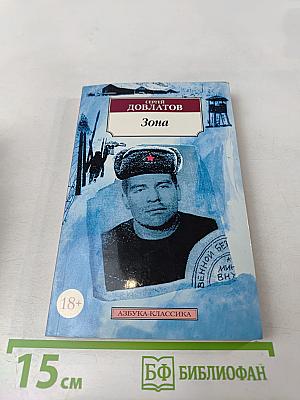 СЕРГЕЙ
ДОВЛАТОВ
Зона
18+
АЗБУКА-КЛАССИКА
15 см
БФ БИБЛИОФАН